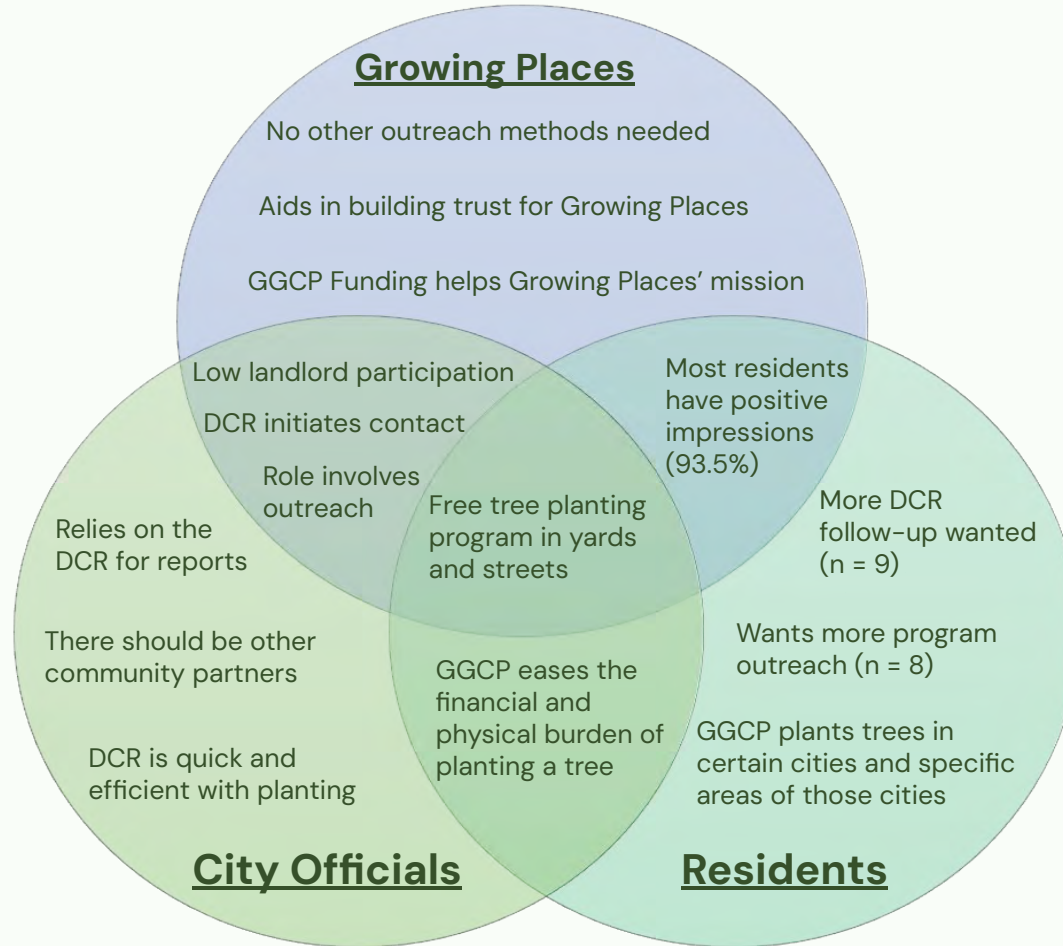 Growing Places
No other outreach methods needed
Aids in building trust for Growing Places
GGCP Funding helps Growing Places’ mission
Low landlord participation
DCR initiates contact
Role involves
outreach
Most residents
have positive
impressions
(93.5%)
Free tree planting
program in yards
and streets
Relies on the
DCR for reports
There should be other
community partners
DCR is quick and
efficient with planting
GGCP eases the
financial and
physical burden of
planting a tree
More DCR
follow-up wanted
(n = 9)
Wants more program
outreach (n = 8)
GGCP plants trees in
certain cities and specific
areas of those cities
City Officials
Residents